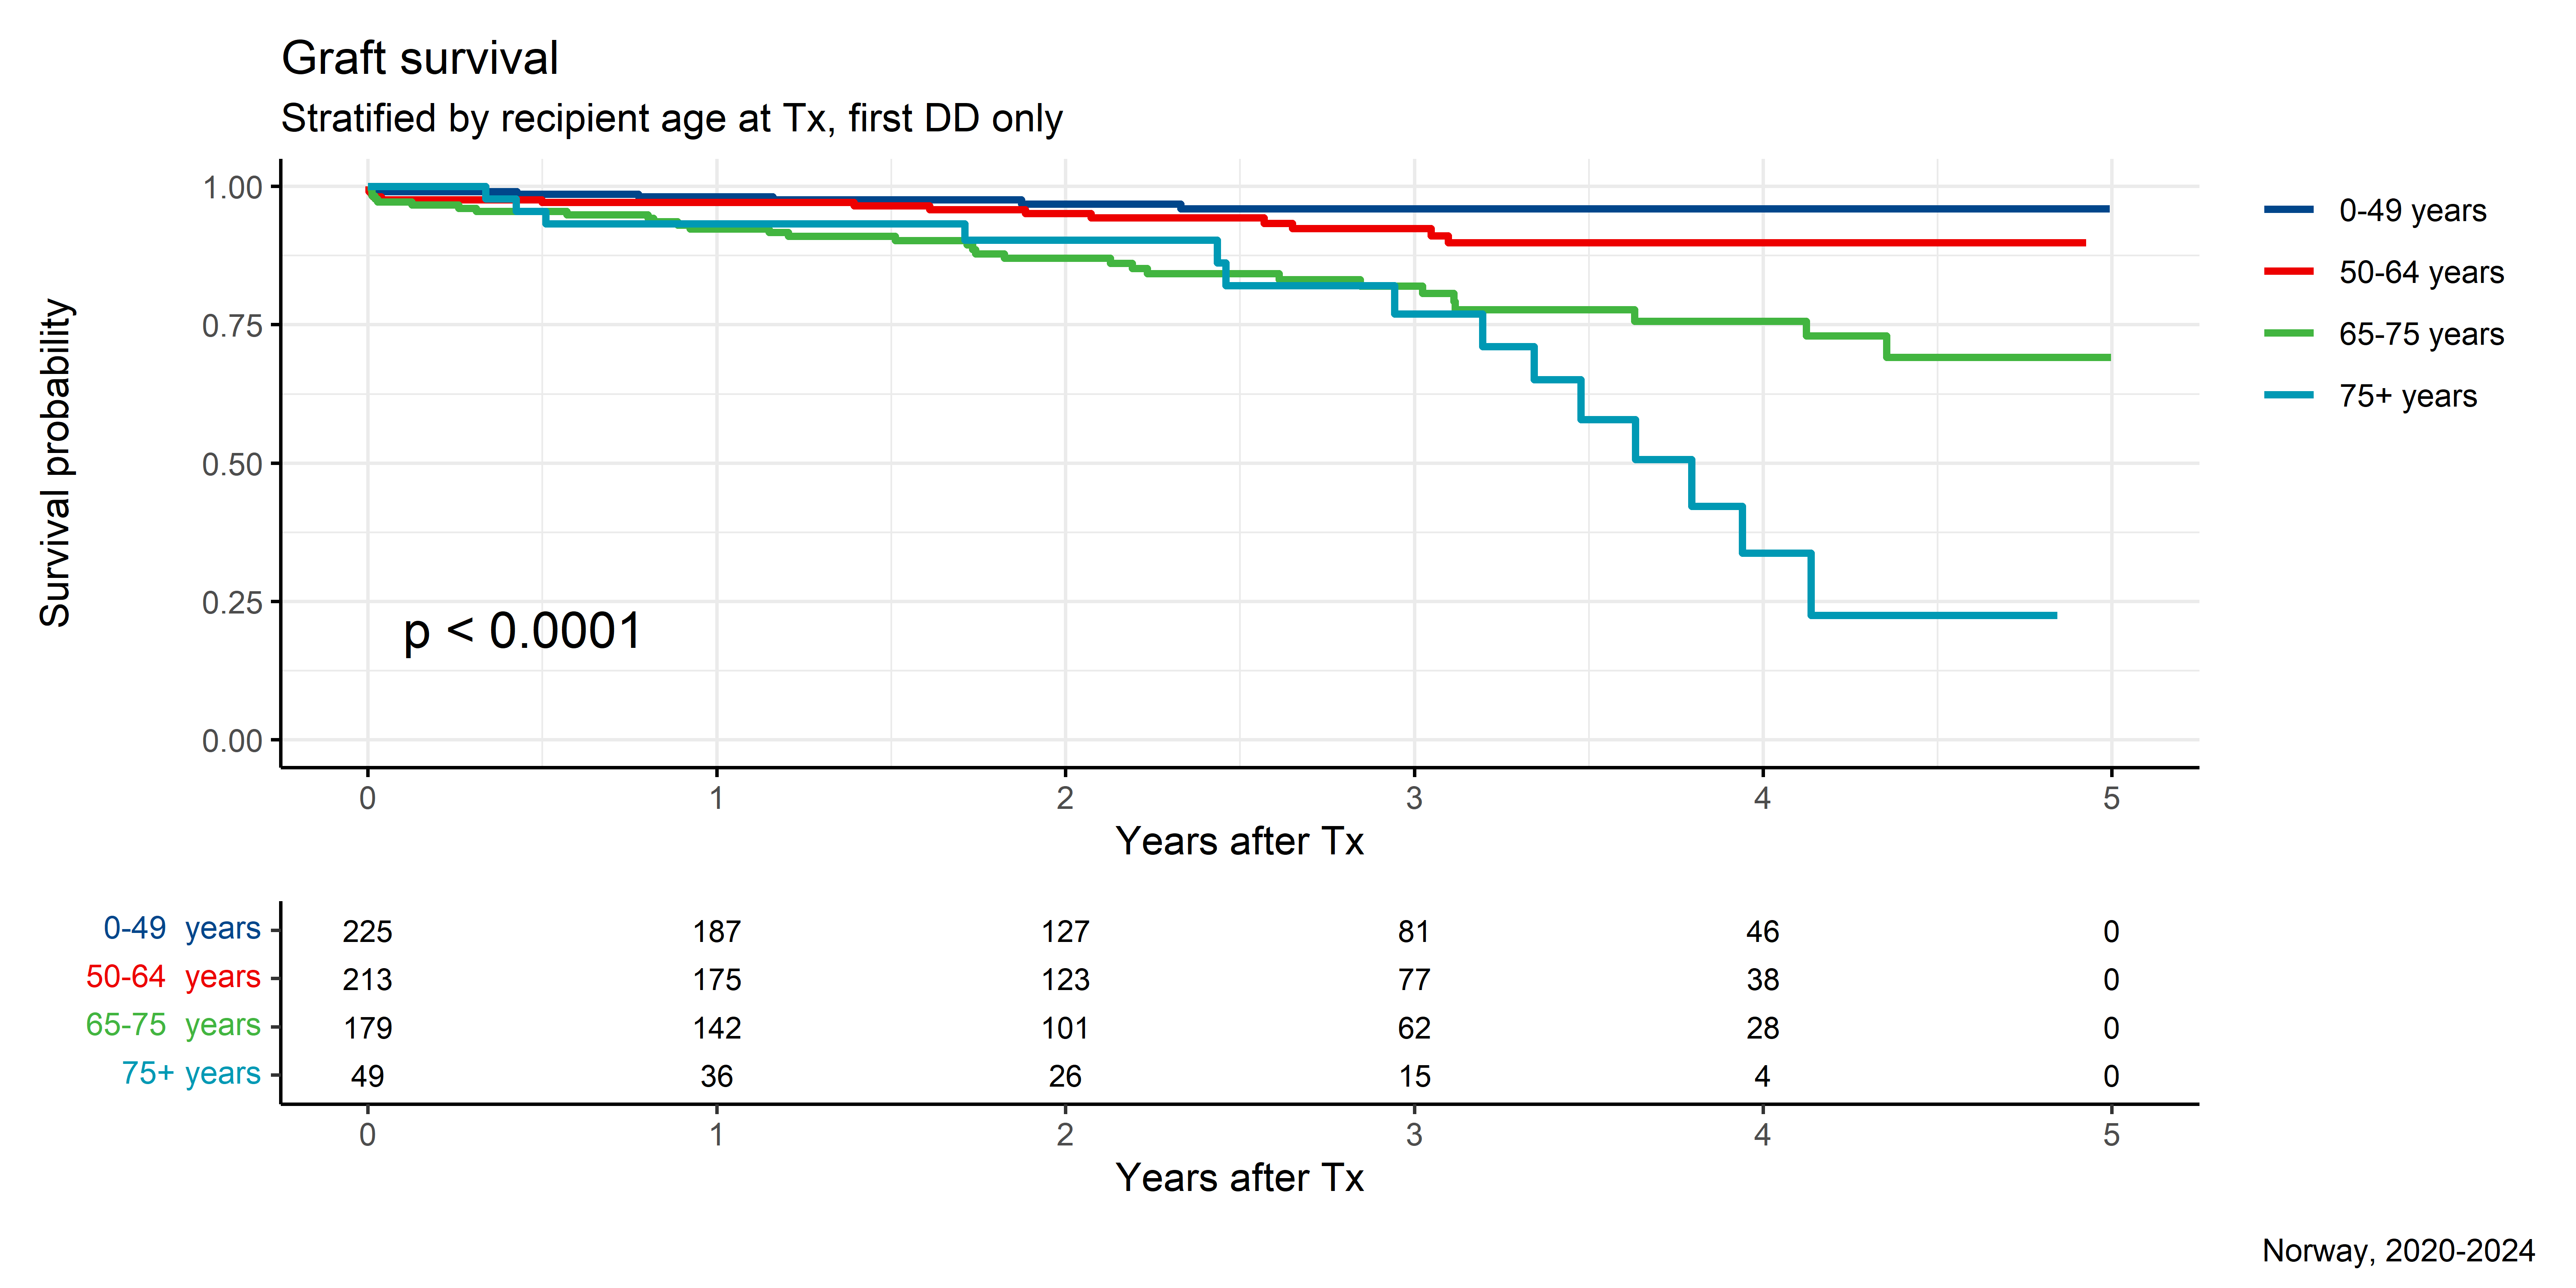 Graft survival
Stratified by recipient age at Tx, first DD only
Survival probability
1.00
0.75
0.50
0.25
0.00
p < 0.0001
0 1 2 3 4 5
Years after Tx
0-49 years
50-64 years
65-75 years
75+ years
0-49 years 225 187 127 81 46 0
50-64 years 213 175 123 77 38 0
65-75 years 179 142 101 62 28 0
75+ years 49 36 26 15 4 0
0 1 2 3 4 5
Years after Tx
Norway, 2020-2024